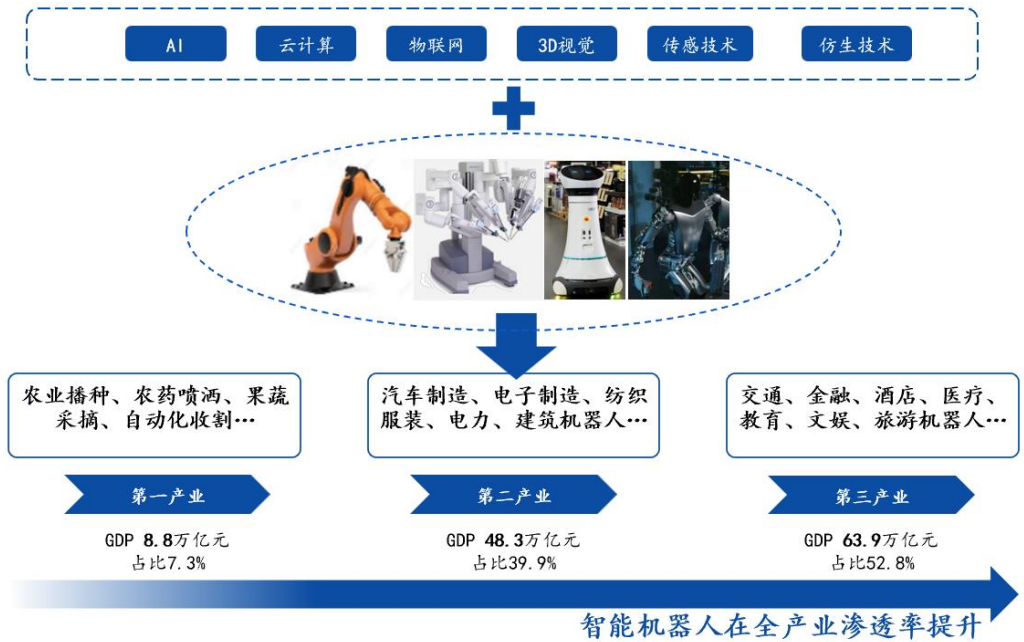 AI
云计算
物联网
3D视觉
传感技术
仿生技术
农业播种、农药喷洒、果蔬
采摘、自动化收割…
汽车制造、电子制造、纺织
服装、电力、建筑机器人…
交通、金融、酒店、医疗、
教育、文娱、旅游机器人…
第一产业
第二产业
第三产业
GDP 8.8万亿元
占比7.3%
GDP 48.3万亿元
占比39.9%
GDP 63.9万亿元
占比52.8%
智能机器人在全产业渗透率提升